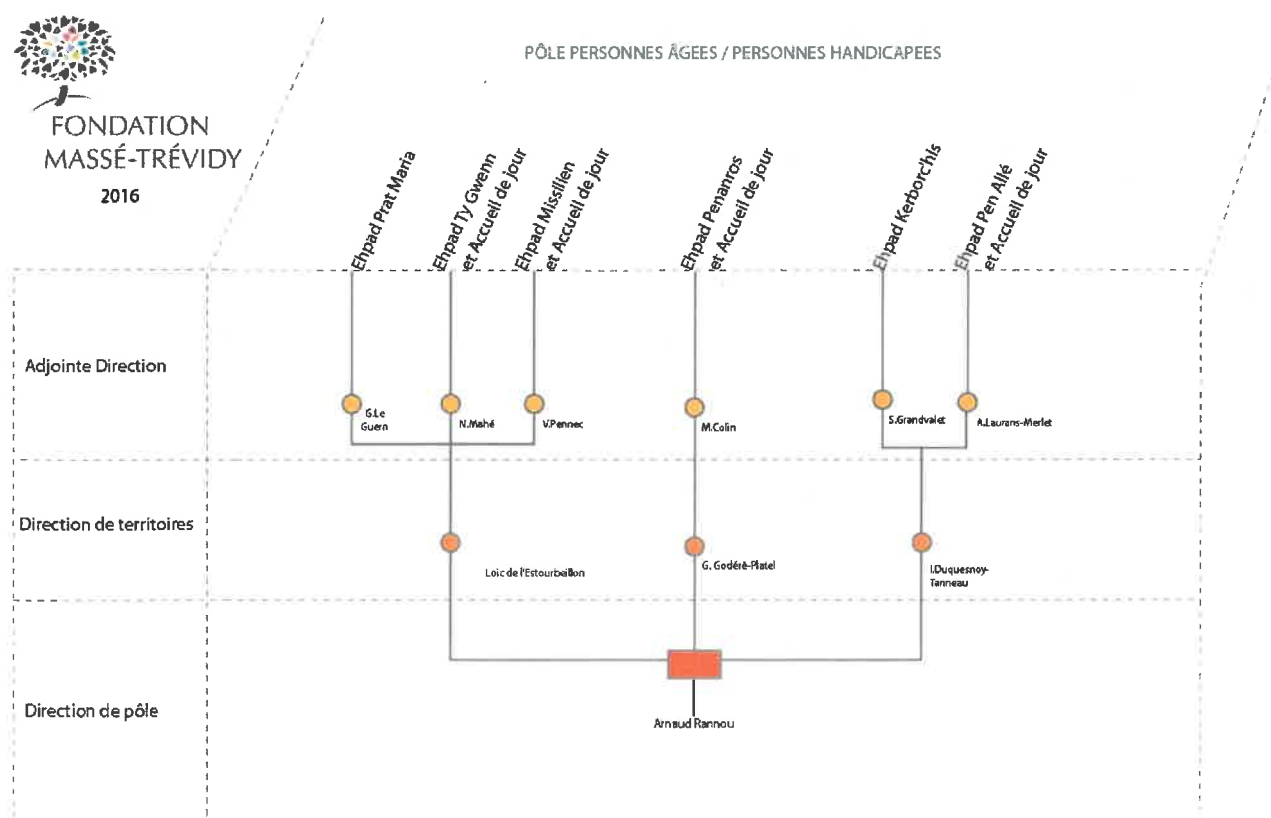 PÔLE PERSONNES ÂGEES / PERSONNES HANDICAPEES
FONDATION
MASSÉ-TRÉVIDY
2016
Ehpad Prat Maria
Ehpad Ty Gwenn
et Accueil de jour
Ehpad Missilien
et Accueil de jour
Ehpad Penanros
et Accueil de jour
Ehpad Kerborc'his
Ehpad Pen Allé
et Accueil de jour
Adjointe Direction
G.Le
Guern
N.Mahé
V.Pennec
M.Colin
S.Grandvalet
A.Laurans-Merlet
Direction de territoires
Loic de l'Estourbeillon
G. Godéré-Platel
I.Duquesnoy-
Tanneau
Direction de pôle
Arnaud Rannou